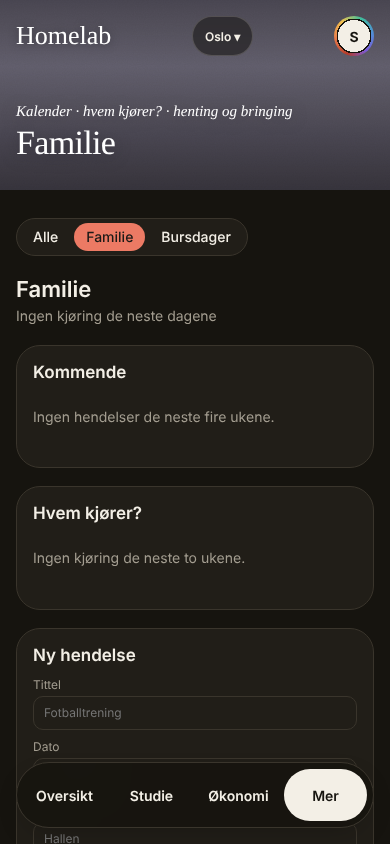 Homelab
Oslo ▾
S
Kalender · hvem kjører? · henting og bringing
Familie
Alle
Familie
Bursdager
Familie
Ingen kjøring de neste dagene
Kommende
Ingen hendelser de neste fire ukene.
Hvem kjører?
Ingen kjøring de neste to ukene.
Ny hendelse
Tittel
Fotballtrening
Dato
Oversikt
Studie
Økonomi
Mer
Hallen